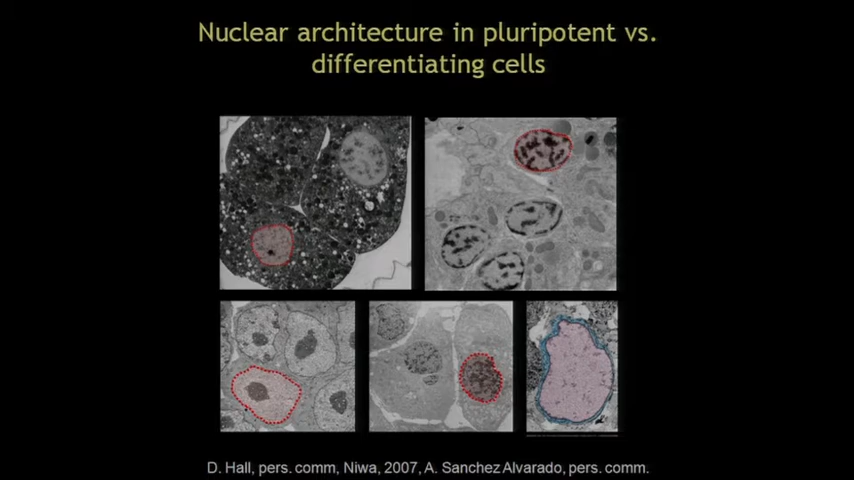 Nuclear architecture in pluripotent vs.
differentiating cells
D. Hall, pers. comm, Niwa, 2007, A. Sanchez Alvarado, pers. comm.